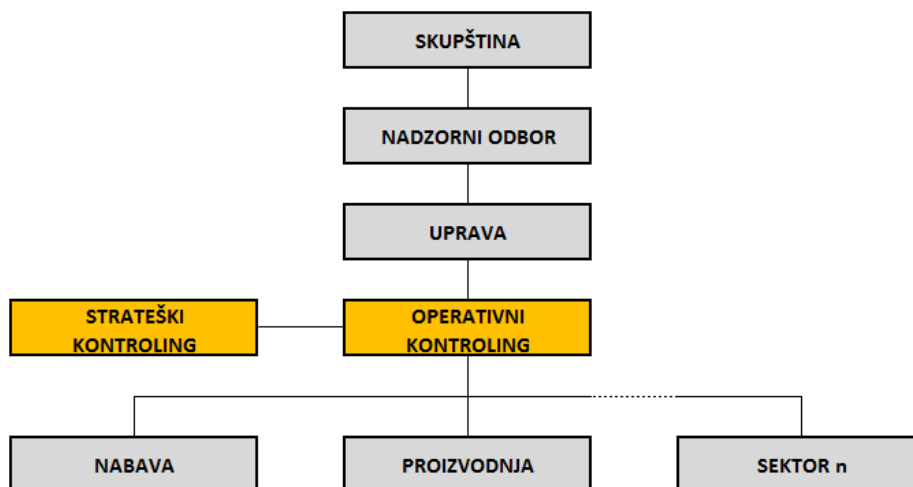 SKUPŠTINA
NADZORNI ODBOR
UPRAVA
STRATEŠKI
KONTROLING
OPERATIVNI
KONTROLING
NABAVA
PROIZVODNJA
SEKTOR n